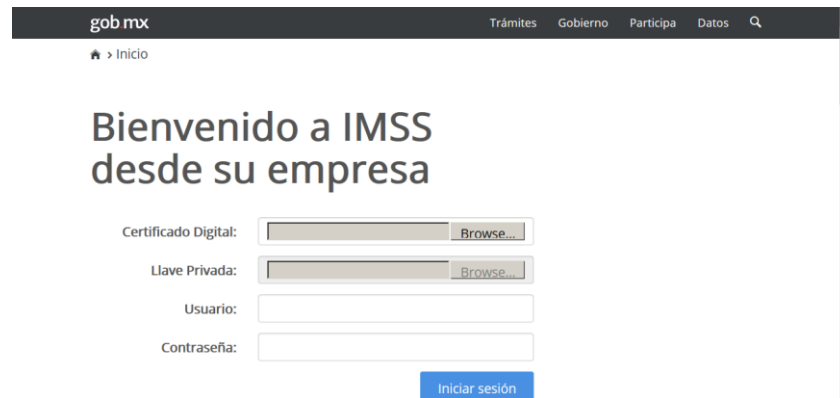 gob.mx Trámites Gobierno Participa Datos
> Inicio
Bienvenido a IMSS
desde su empresa
Certificado Digital: Browse...
Llave Privada: Browse...
Usuario:
Contraseña:
Iniciar sesión